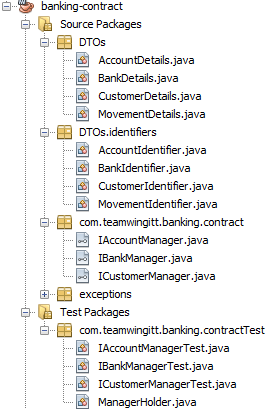 banking-contract
Source Packages
DTOs
AccountDetails.java
BankDetails.java
CustomerDetails.java
MovementDetails.java
DTOs.identifiers
AccountIdentifier.java
BankIdentifier.java
CustomerIdentifier.java
MovementIdentifier.java
com.teamwingitt.banking.contract
IAccountManager.java
IBankManager.java
ICustomerManager.java
exceptions
Test Packages
com.teamwingitt.banking.contractTest
IAccountManagerTest.java
IBankManagerTest.java
ICustomerManagerTest.java
ManagerHolder.java